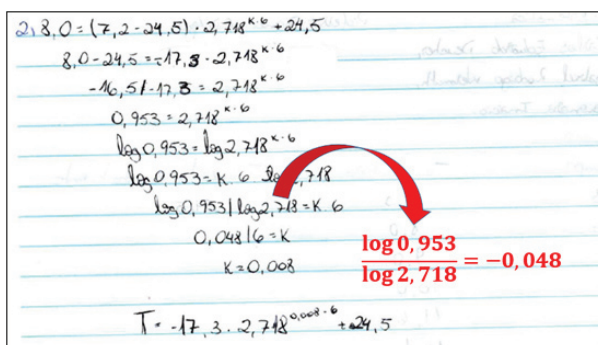 2, 8,0 = (7,2 - 24,5) · 2,718^K·6 + 24,5
8,0 - 24,5 = -17,3 · 2,718^K·6
-16,5/-17,3 = 2,718^K·6
0,953 = 2,718^K·6
log 0,953 = log 2,718^K·6
log 0,953 = K · 6 · log 2,718
log 0,953/log 2,718 = K · 6
0,048/6 = K
K = 0,008
log 0,953
log 2,718
= -0,048
T = -17,3 · 2,718^0,008·6 + 24,5